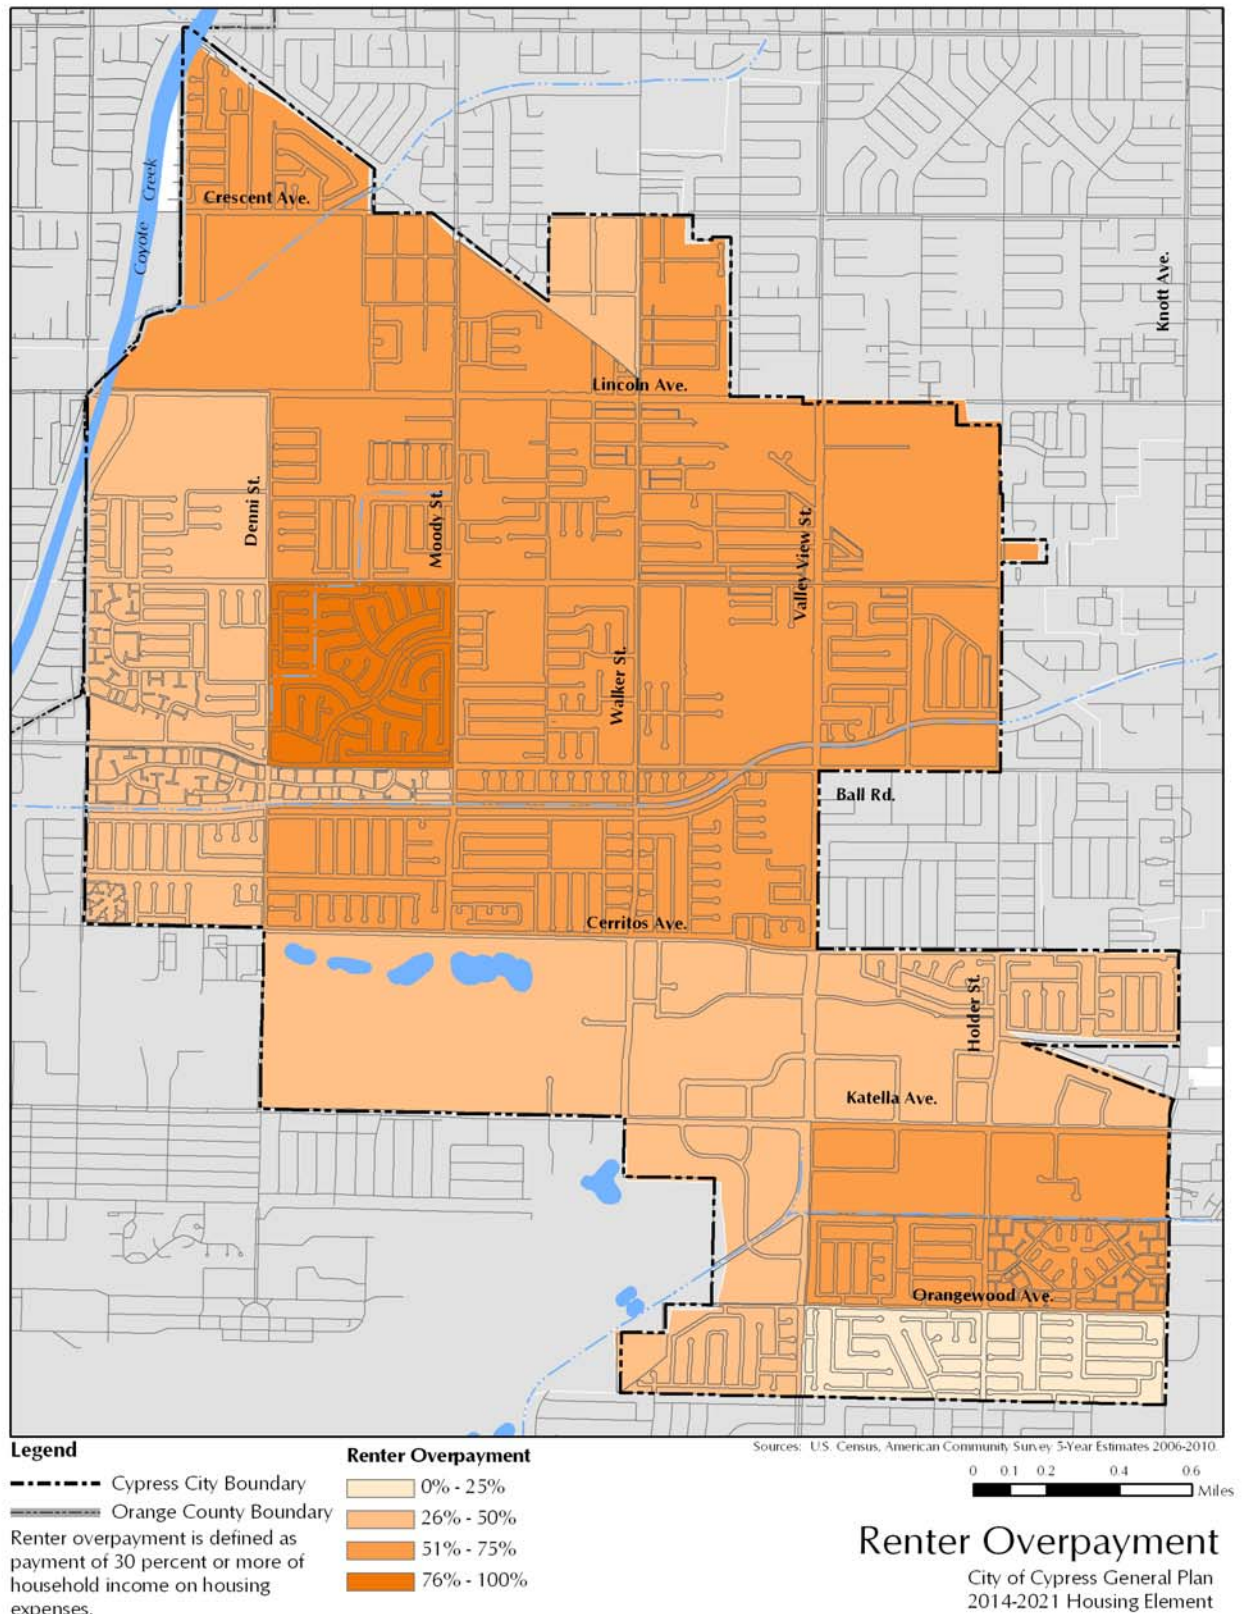 Coyote Creek
Crescent Ave.
Knott Ave.
Lincoln Ave.
Denni St.
Moody St.
Valley View St.
Walker St.
Ball Rd.
Cerritos Ave.
Holder St.
Katella Ave.
Orangewood Ave.
Legend
Cypress City Boundary
Orange County Boundary
Renter overpayment is defined as
payment of 30 percent or more of
household income on housing
expenses.
Renter Overpayment
0% - 25%
26% - 50%
51% - 75%
76% - 100%
Sources: U.S. Census, American Community Survey 5-Year Estimates 2006-2010.
0 0.1 0.2 0.4 0.6
Miles
Renter Overpayment
City of Cypress General Plan
2014-2021 Housing Element